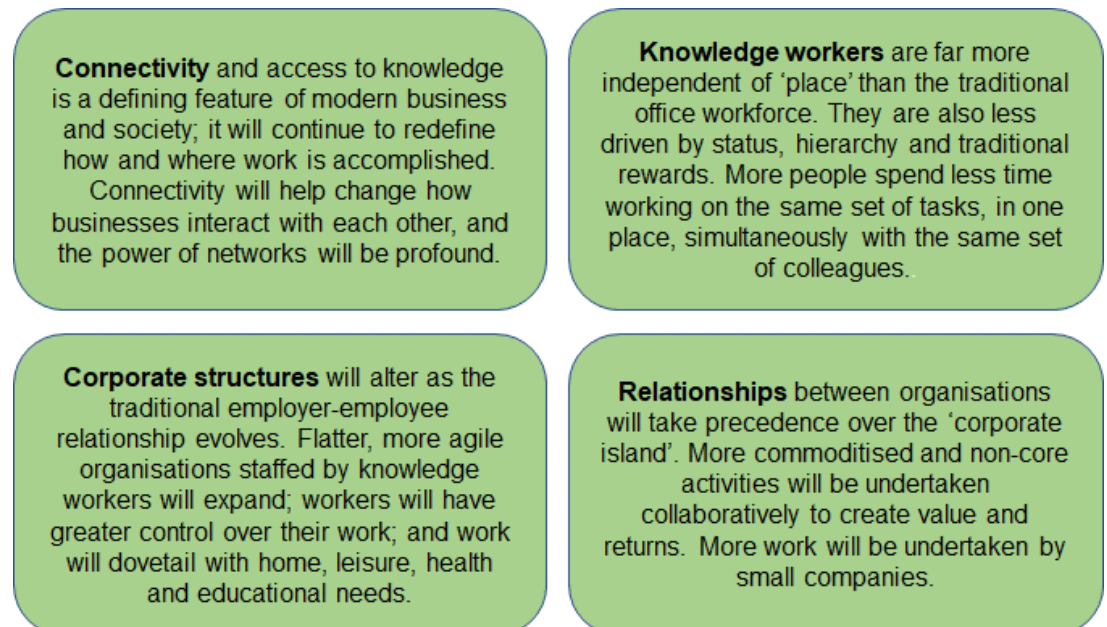 Connectivity and access to knowledge
is a defining feature of modern business
and society; it will continue to redefine
how and where work is accomplished.
Connectivity will help change how
businesses interact with each other, and
the power of networks will be profound.
Knowledge workers are far more
independent of ‘place’ than the traditional
office workforce. They are also less
driven by status, hierarchy and traditional
rewards. More people spend less time
working on the same set of tasks, in one
place, simultaneously with the same set
of colleagues..
Corporate structures will alter as the
traditional employer-employee
relationship evolves. Flatter, more agile
organisations staffed by knowledge
workers will expand; workers will have
greater control over their work; and work
will dovetail with home, leisure, health
and educational needs.
Relationships between organisations
will take precedence over the ‘corporate
island’. More commoditised and non-core
activities will be undertaken
collaboratively to create value and
returns. More work will be undertaken by
small companies.